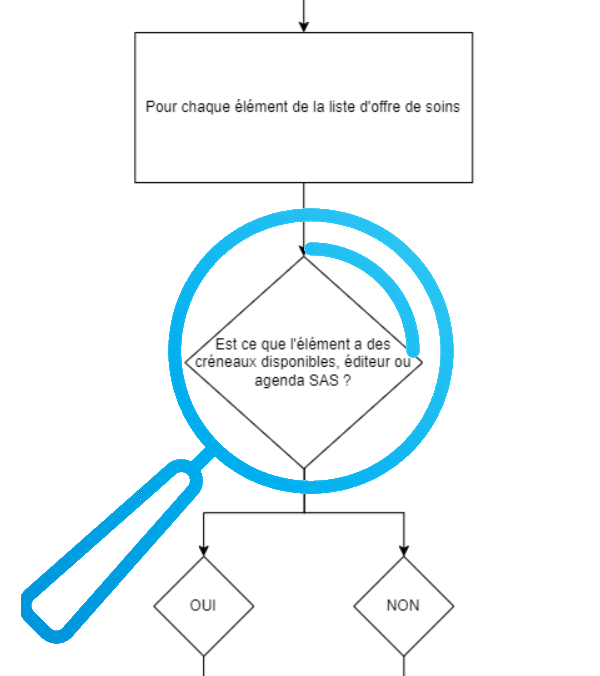 Pour chaque élément de la liste d'offre de soins
Est ce que l'élément a des
créneaux disponibles, éditeur ou
agenda SAS ?
OUI
NON